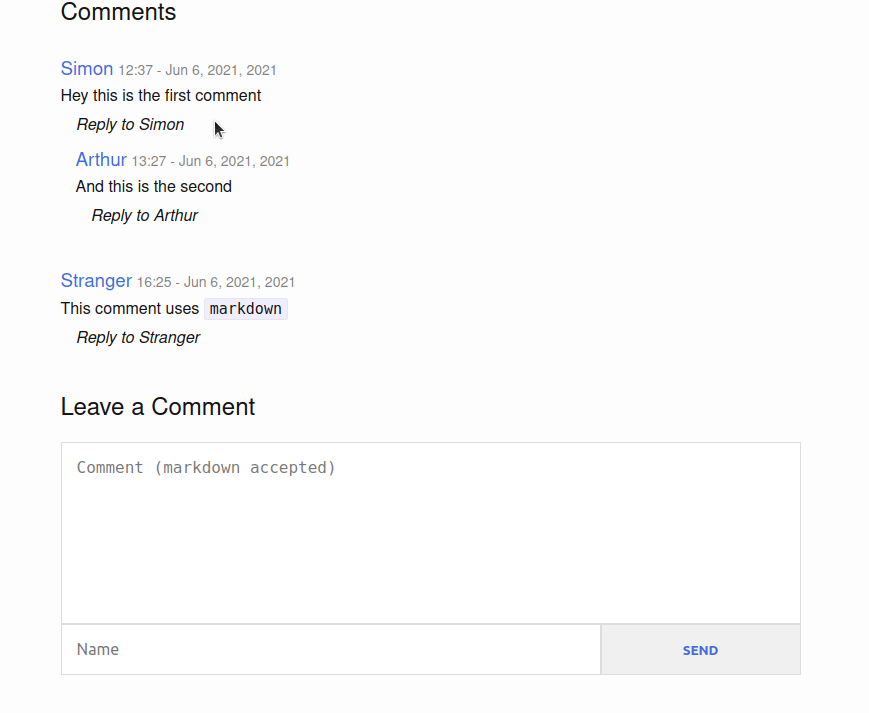 Comments
Simon 12:37 - Jun 6, 2021, 2021
Hey this is the first comment
Reply to Simon
Arthur 13:27 - Jun 6, 2021, 2021
And this is the second
Reply to Arthur
Stranger 16:25 - Jun 6, 2021, 2021
This comment uses markdown
Reply to Stranger
Leave a Comment
Comment (markdown accepted)
Name SEND